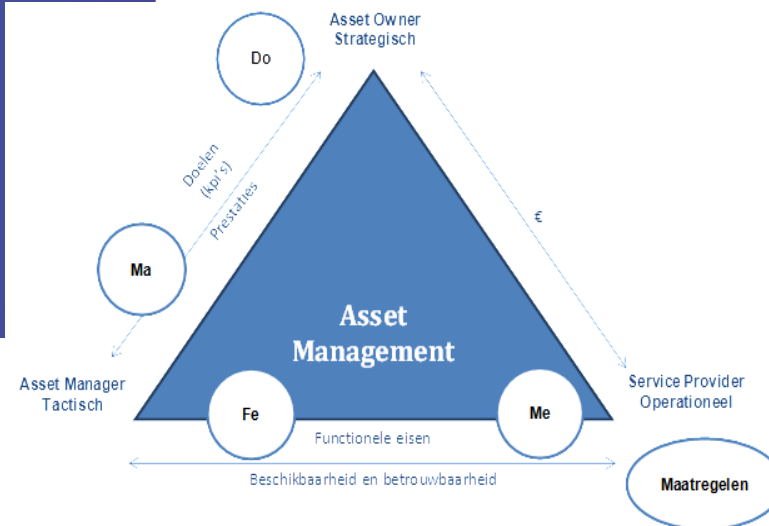 Asset Owner
Strategisch
Do
Doelen
(kpi's)
Prestaties
€
Ma
Asset
Management
Asset Manager
Tactisch
Service Provider
Operationeel
Fe
Me
Functionele eisen
Beschikbaarheid en betrouwbaarheid
Maatregelen